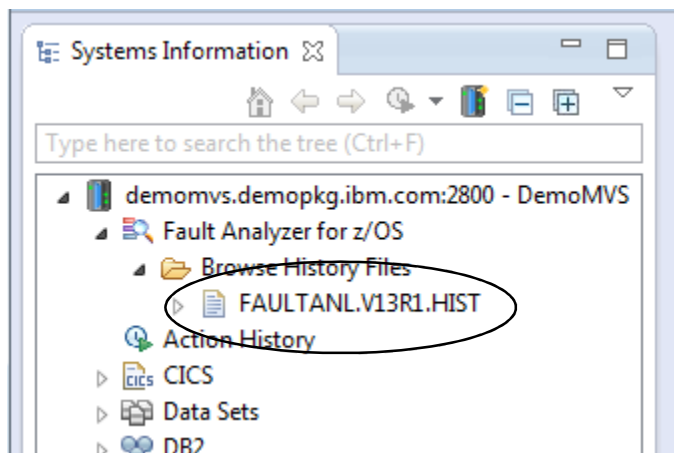 Systems Information
Type here to search the tree (Ctrl+F)
demomvs.demopkg.ibm.com:2800 - DemoMVS
Fault Analyzer for z/OS
Browse History Files
FAULTANL.V13R1.HIST
Action History
CICS CICS
Data Sets
DB2